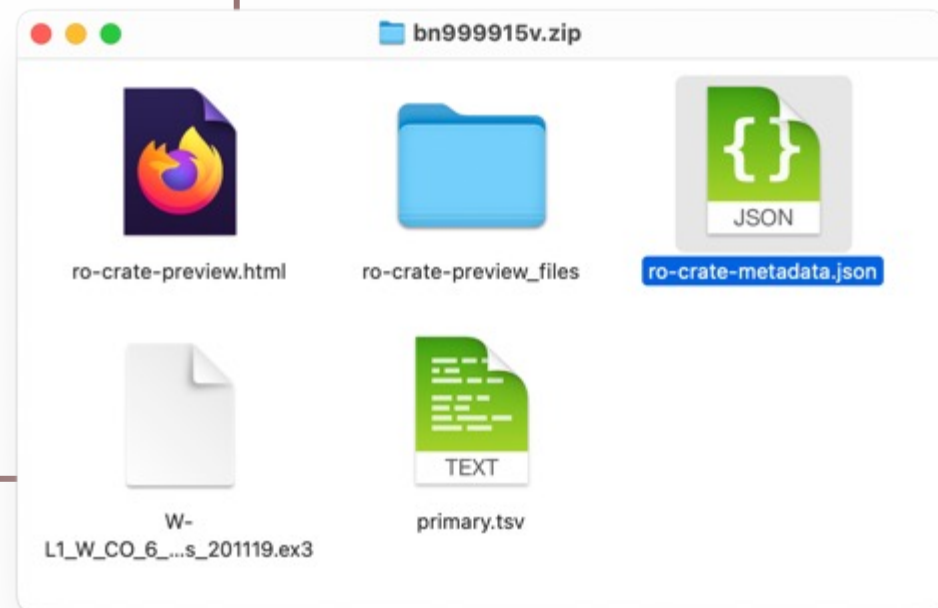 bn999915v.zip
{}
JSON
ro-crate-preview.html
ro-crate-preview_files
ro-crate-metadata.json
TEXT
W-
L1_W_CO_6_...s_201119.ex3
primary.tsv